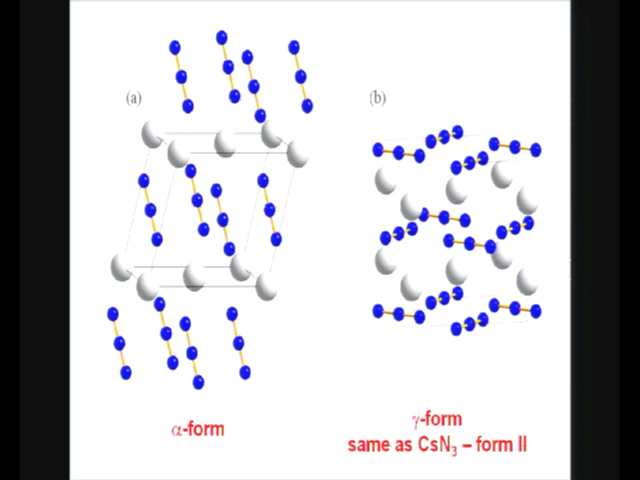 (a)
(b)
α-form
γ-form
same as CsN₃ – form II